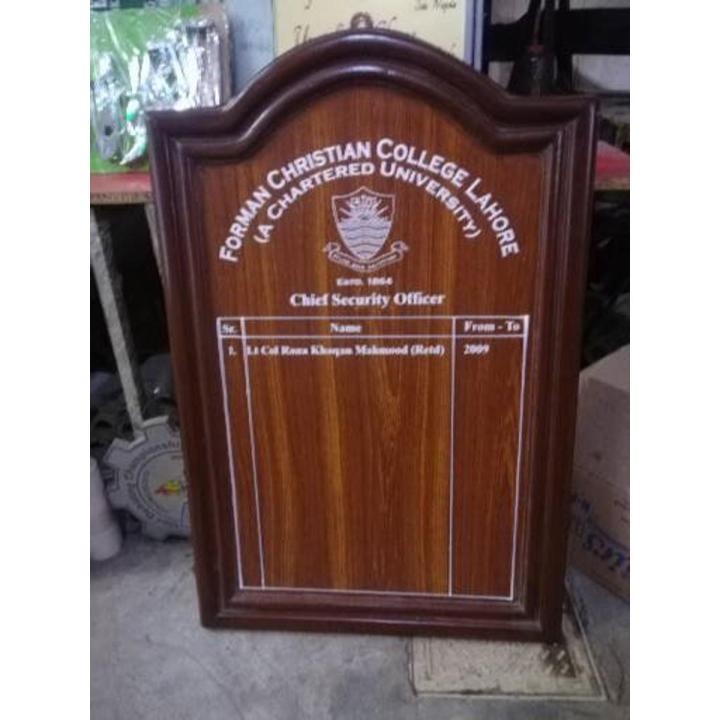 FORMAN CHRISTIAN COLLEGE LAHORE
(A CHARTERED UNIVERSITY)
ESTD. 1864
Chief Security Officer
Sr. Name From - To
1. Lt Col Raza Khaqan Mahmood (Retd) 2009